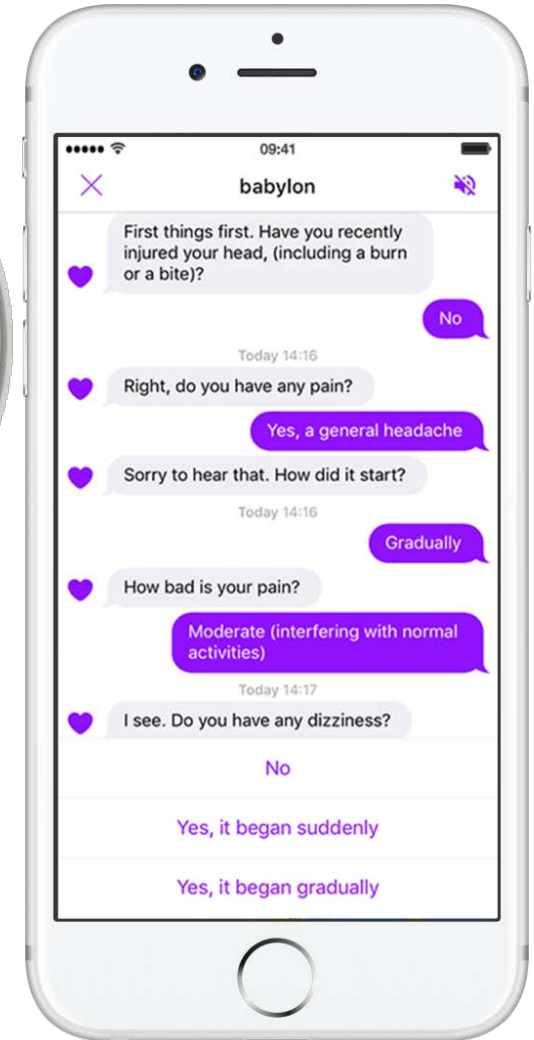 09:41
babylon
First things first. Have you recently
injured your head, (including a burn
or a bite)?
No
Today 14:16
Right, do you have any pain?
Yes, a general headache
Sorry to hear that. How did it start?
Today 14:16
Gradually
How bad is your pain?
Moderate (interfering with normal
activities)
Today 14:17
I see. Do you have any dizziness?
No
Yes, it began suddenly
Yes, it began gradually